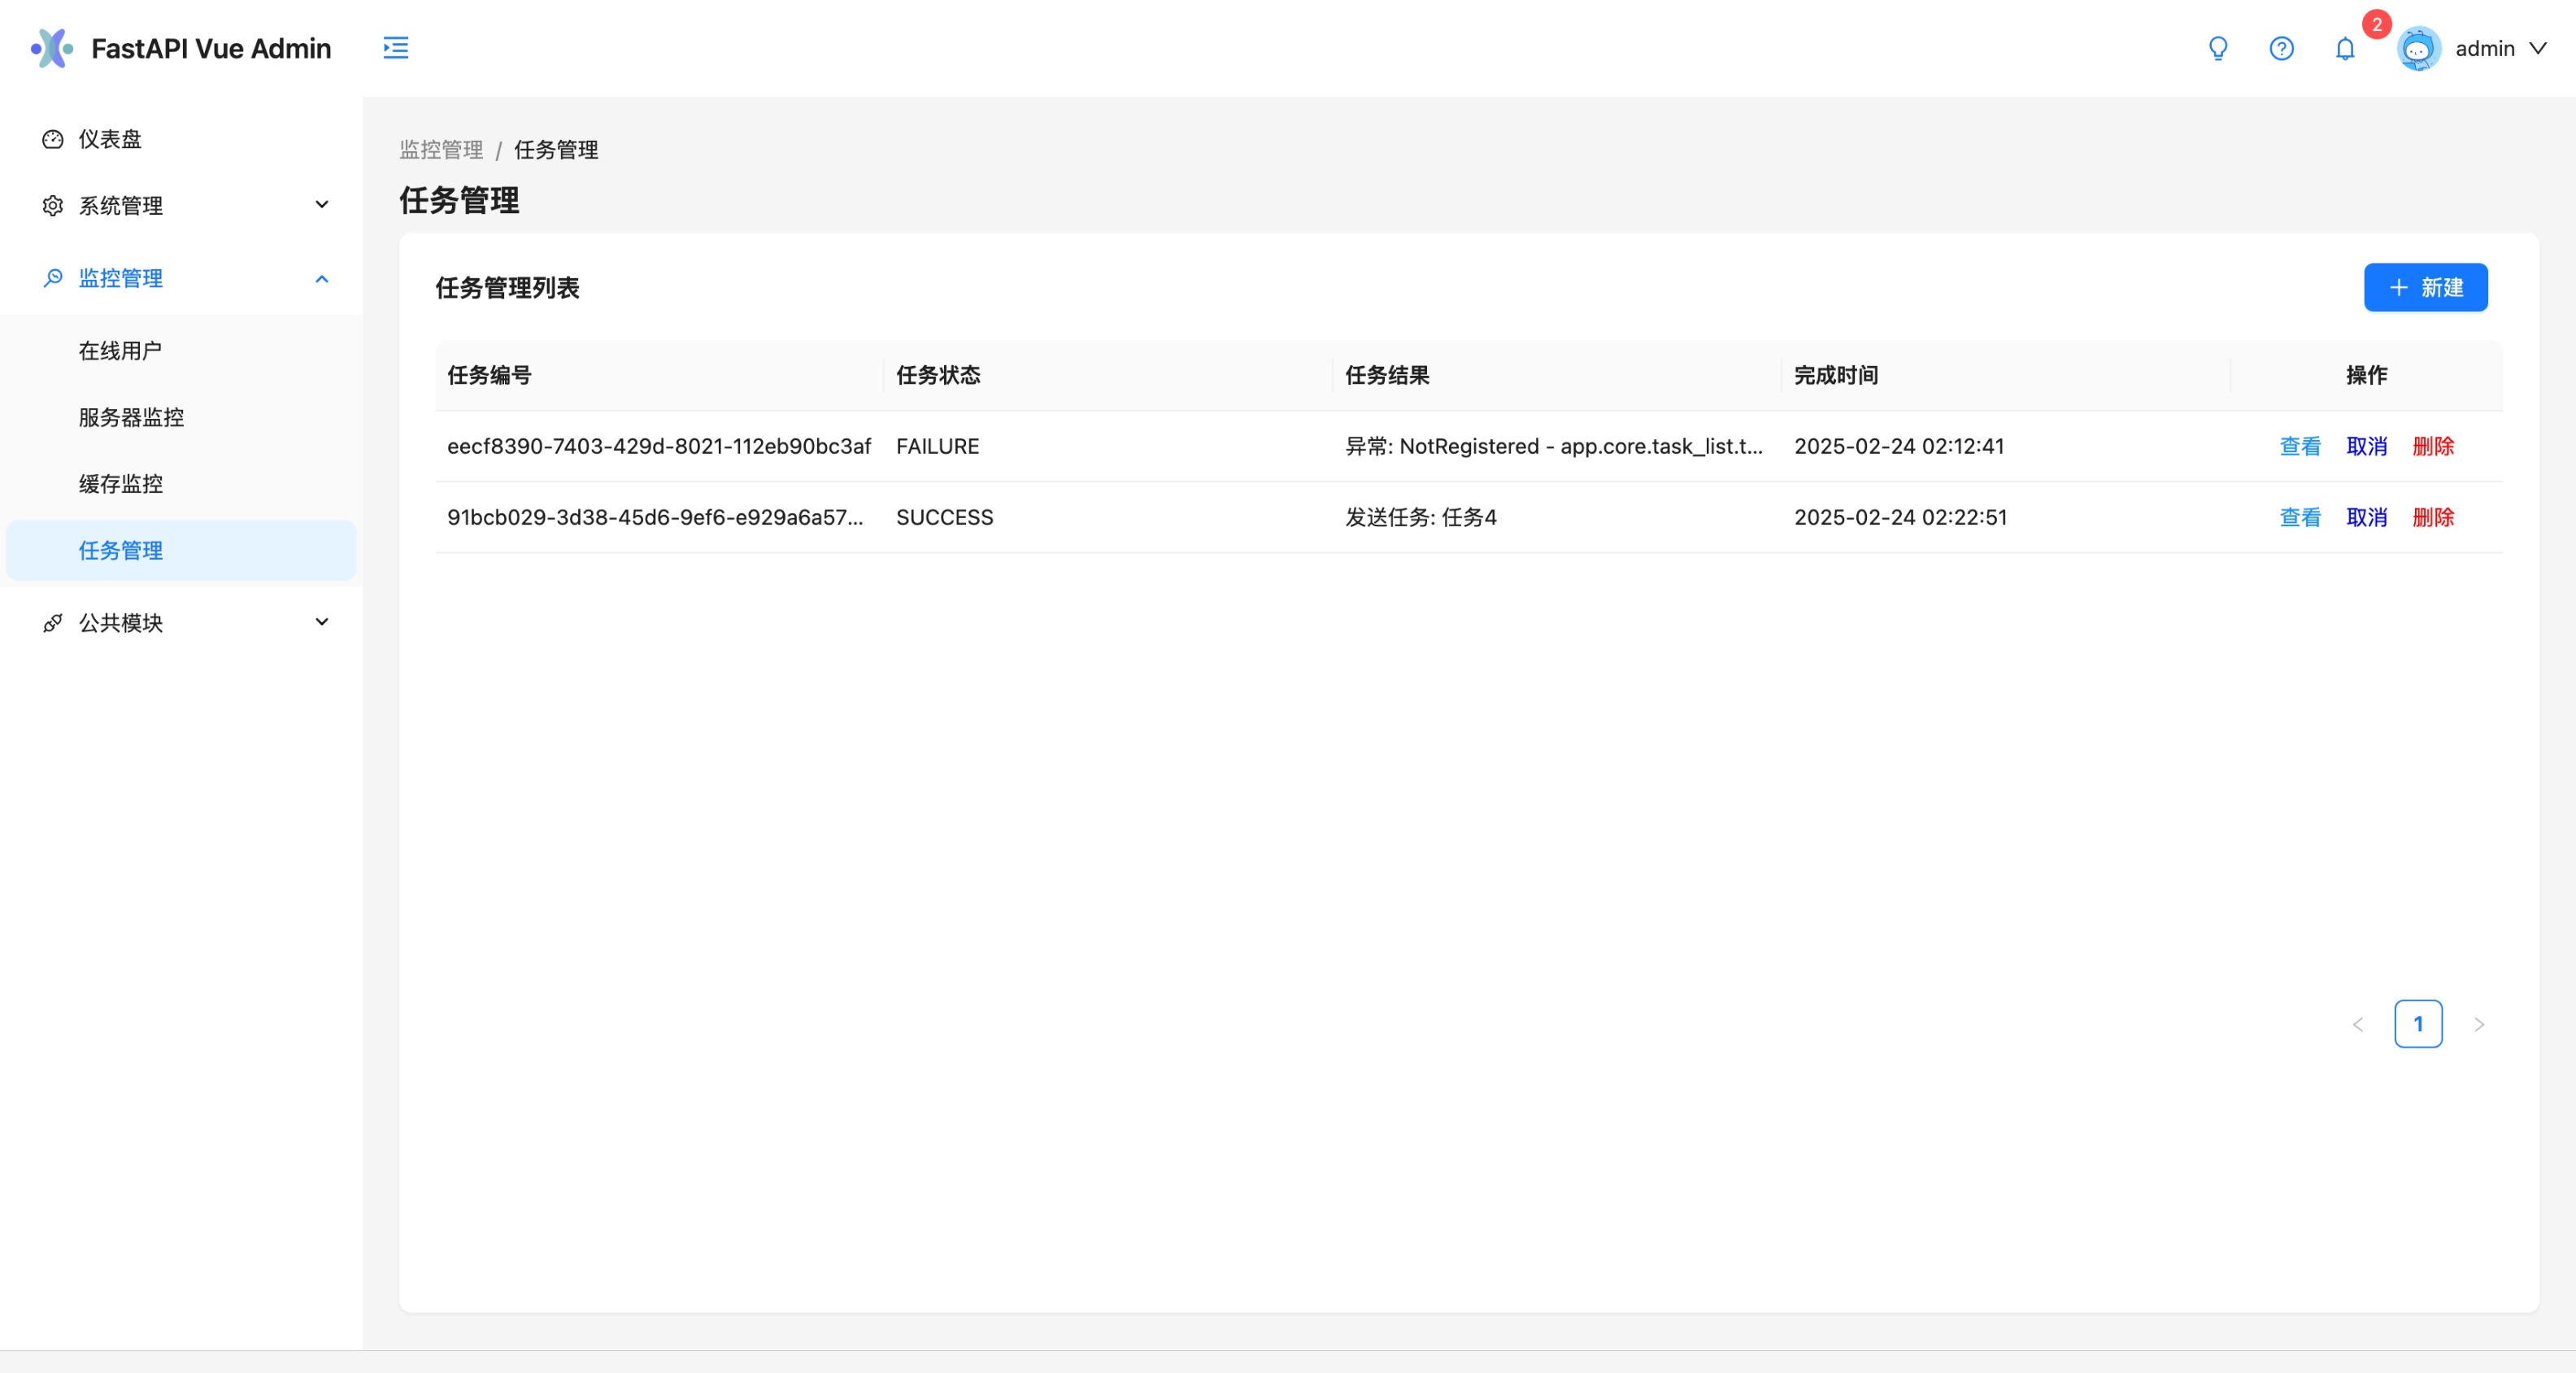 FastAPI Vue Admin
2
admin
仪表盘
系统管理
监控管理
在线用户
服务器监控
缓存监控
任务管理
公共模块
监控管理 / 任务管理
任务管理
任务管理列表
新建
任务编号 任务状态 任务结果 完成时间 操作
eecf8390-7403-429d-8021-112eb90bc3af FAILURE 异常: NotRegistered - app.core.task_list.t... 2025-02-24 02:12:41 查看 取消 删除
91bcb029-3d38-45d6-9ef6-e929a6a57... SUCCESS 发送任务: 任务4 2025-02-24 02:22:51 查看 取消 删除
1